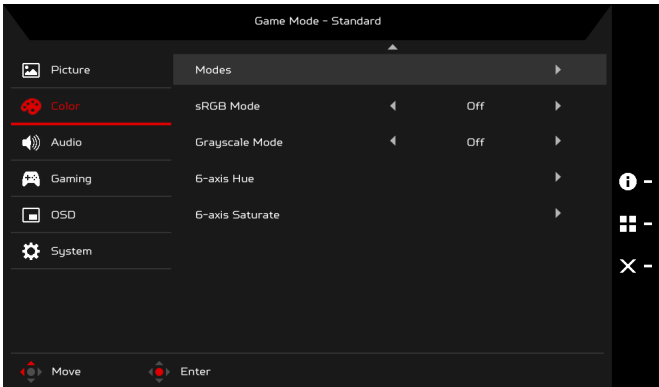 Game Mode - Standard
Picture
Modes
Color
sRGB Mode
Off
Audio
Grayscale Mode
Off
Gaming
6-axis Hue
OSD
6-axis Saturate
System
Move
Enter